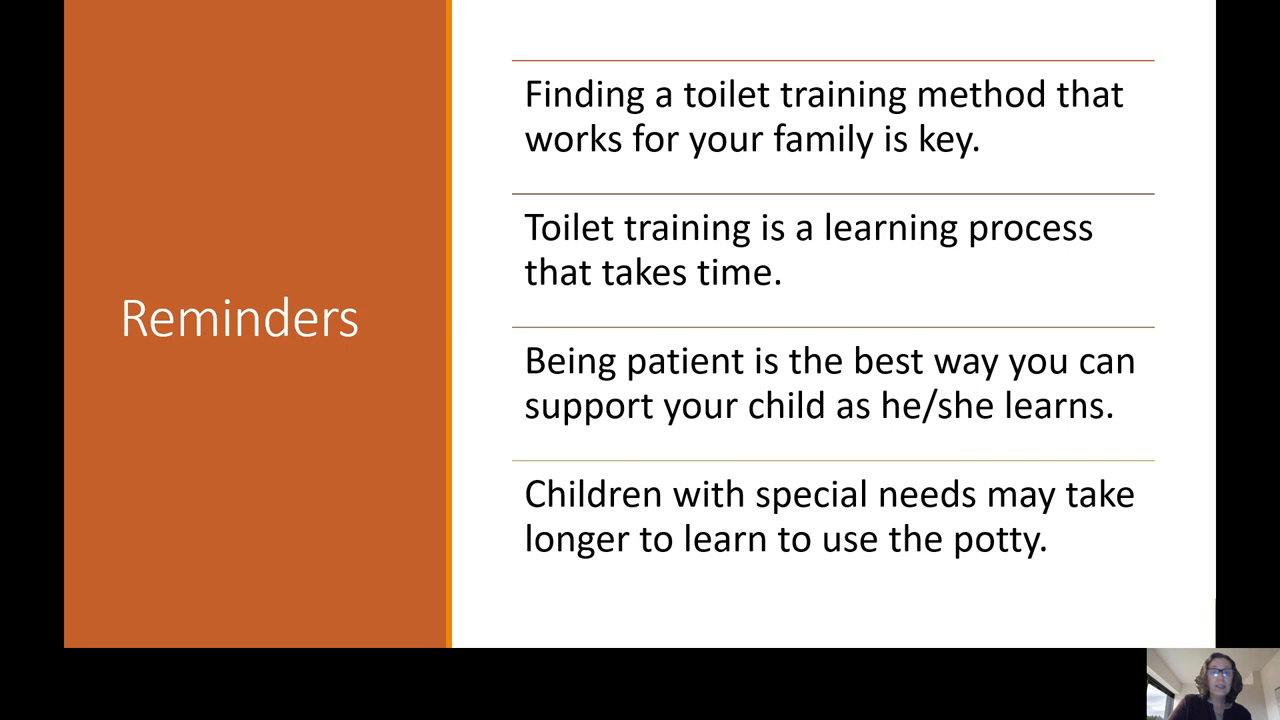 Reminders
Finding a toilet training method that
works for your family is key.
Toilet training is a learning process
that takes time.
Being patient is the best way you can
support your child as he/she learns.
Children with special needs may take
longer to learn to use the potty.